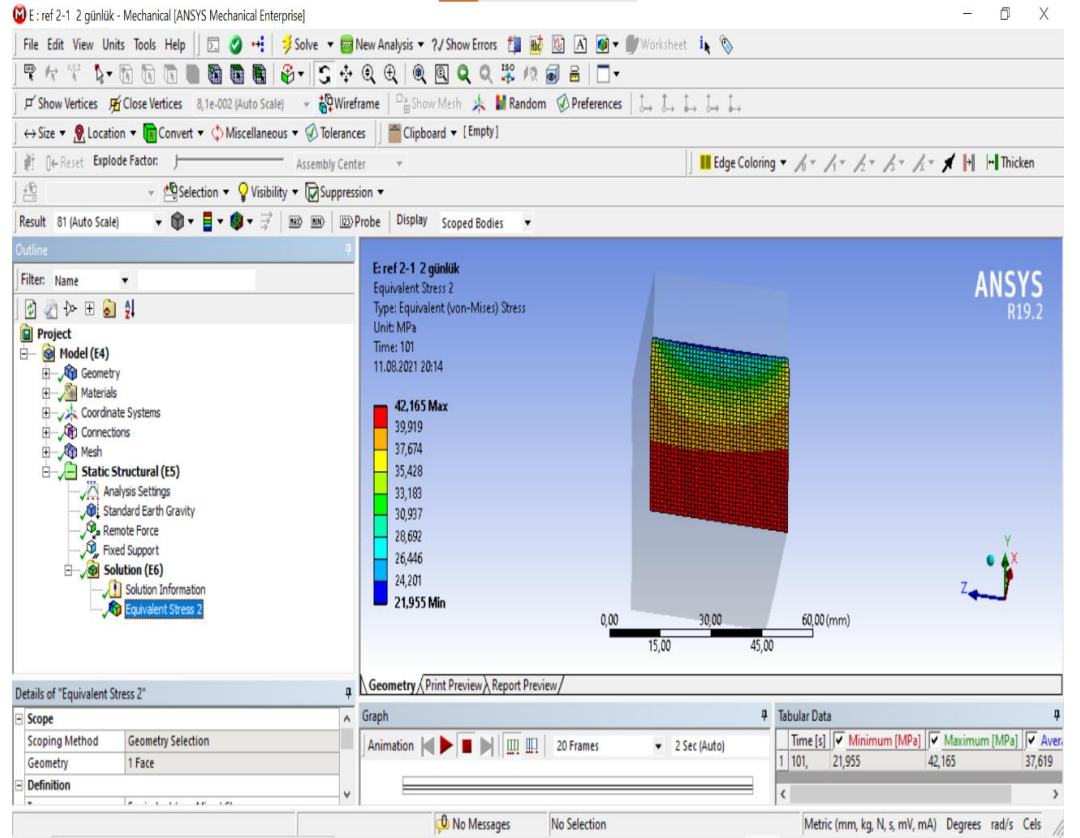 E : ref 2-1 2 günlük - Mechanical [ANSYS Mechanical Enterprise]
File Edit View Units Tools Help Solve New Analysis ?/ Show Errors Worksheet
ISO
Show Vertices Close Vertices 8,1e-002 (Auto Scale) Wireframe Show Mesh Random Preferences
Size Location Convert Miscellaneous Tolerances Clipboard [Empty]
Reset Explode Factor: Assembly Center Edge Coloring Thicken
Selection Visibility Suppression
Result 81 (Auto Scale) MAX MIN Probe Display Scoped Bodies
Outline
Filter: Name
Project
Model (E4)
Geometry
Materials
Coordinate Systems
Connections
Mesh
Static Structural (E5)
Analysis Settings
Standard Earth Gravity
Remote Force
Fixed Support
Solution (E6)
Solution Information
Equivalent Stress 2
E: ref 2-1 2 günlük
Equivalent Stress 2
Type: Equivalent (von-Mises) Stress
Unit: MPa
Time: 101
11.08.2021 20:14
42,165 Max
39,919
37,674
35,428
33,183
30,937
28,692
26,446
24,201
21,955 Min
ANSYS
R19.2
Y
X
Z
0,00 30,00 60,00 (mm)
15,00 45,00
Geometry Print Preview Report Preview
Details of "Equivalent Stress 2"
Scope
Scoping Method Geometry Selection
Geometry 1 Face
Definition
Graph
Animation 20 Frames 2 Sec (Auto)
Tabular Data
Time [s] Minimum [MPa] Maximum [MPa] Aver
1 101, 21,955 42,165 37,619
No Messages No Selection Metric (mm, kg, N, s, mV, mA) Degrees rad/s Cels